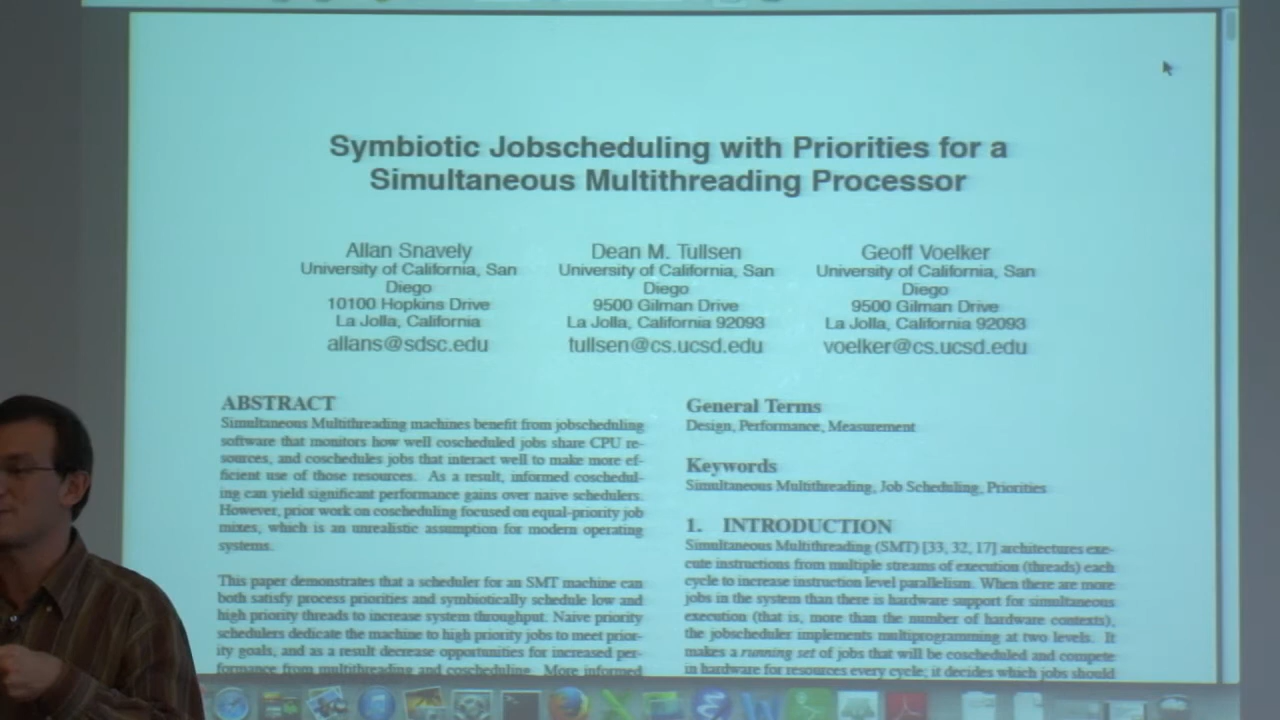 Symbiotic Jobscheduling with Priorities for a
Simultaneous Multithreading Processor
Allan Snavely
University of California, San
Diego
10100 Hopkins Drive
La Jolla, California
allans@sdsc.edu
Dean M. Tullsen
University of California, San
Diego
9500 Gilman Drive
La Jolla, California 92093
tullsen@cs.ucsd.edu
Geoff Voelker
University of California, San
Diego
9500 Gilman Drive
La Jolla, California 92093
voelker@cs.ucsd.edu
ABSTRACT
Simultaneous Multithreading machines benefit from jobscheduling
software that monitors how well coscheduled jobs share CPU re-
sources, and coschedules jobs that interact well to make more ef-
ficient use of those resources. As a result, informed coschedul-
ing can yield significant performance gains over naive schedulers.
However, prior work on coscheduling focused on equal-priority job
mixes, which is an unrealistic assumption for modern operating
systems.
This paper demonstrates that a scheduler for an SMT machine can
both satisfy process priorities and symbiotically schedule low and
high priority threads to increase system throughput. Naive priority
schedulers dedicate the machine to high priority jobs to meet prior-
ity goals, and as a result decrease opportunities for increased per-
formance from multithreading and coscheduling. More informed
General Terms
Design, Performance, Measurement
Keywords
Simultaneous Multithreading, Job Scheduling, Priorities
1. INTRODUCTION
Simultaneous Multithreading (SMT) [33, 32, 17] architectures exe-
cute instructions from multiple streams of execution (threads) each
cycle to increase instruction level parallelism. When there are more
jobs in the system than there is hardware support for simultaneous
execution (that is, more than the number of hardware contexts),
the jobscheduler implements multiprogramming at two levels. It
makes a running set of jobs that will be coscheduled and compete
in hardware for resources every cycle; it decides which jobs should